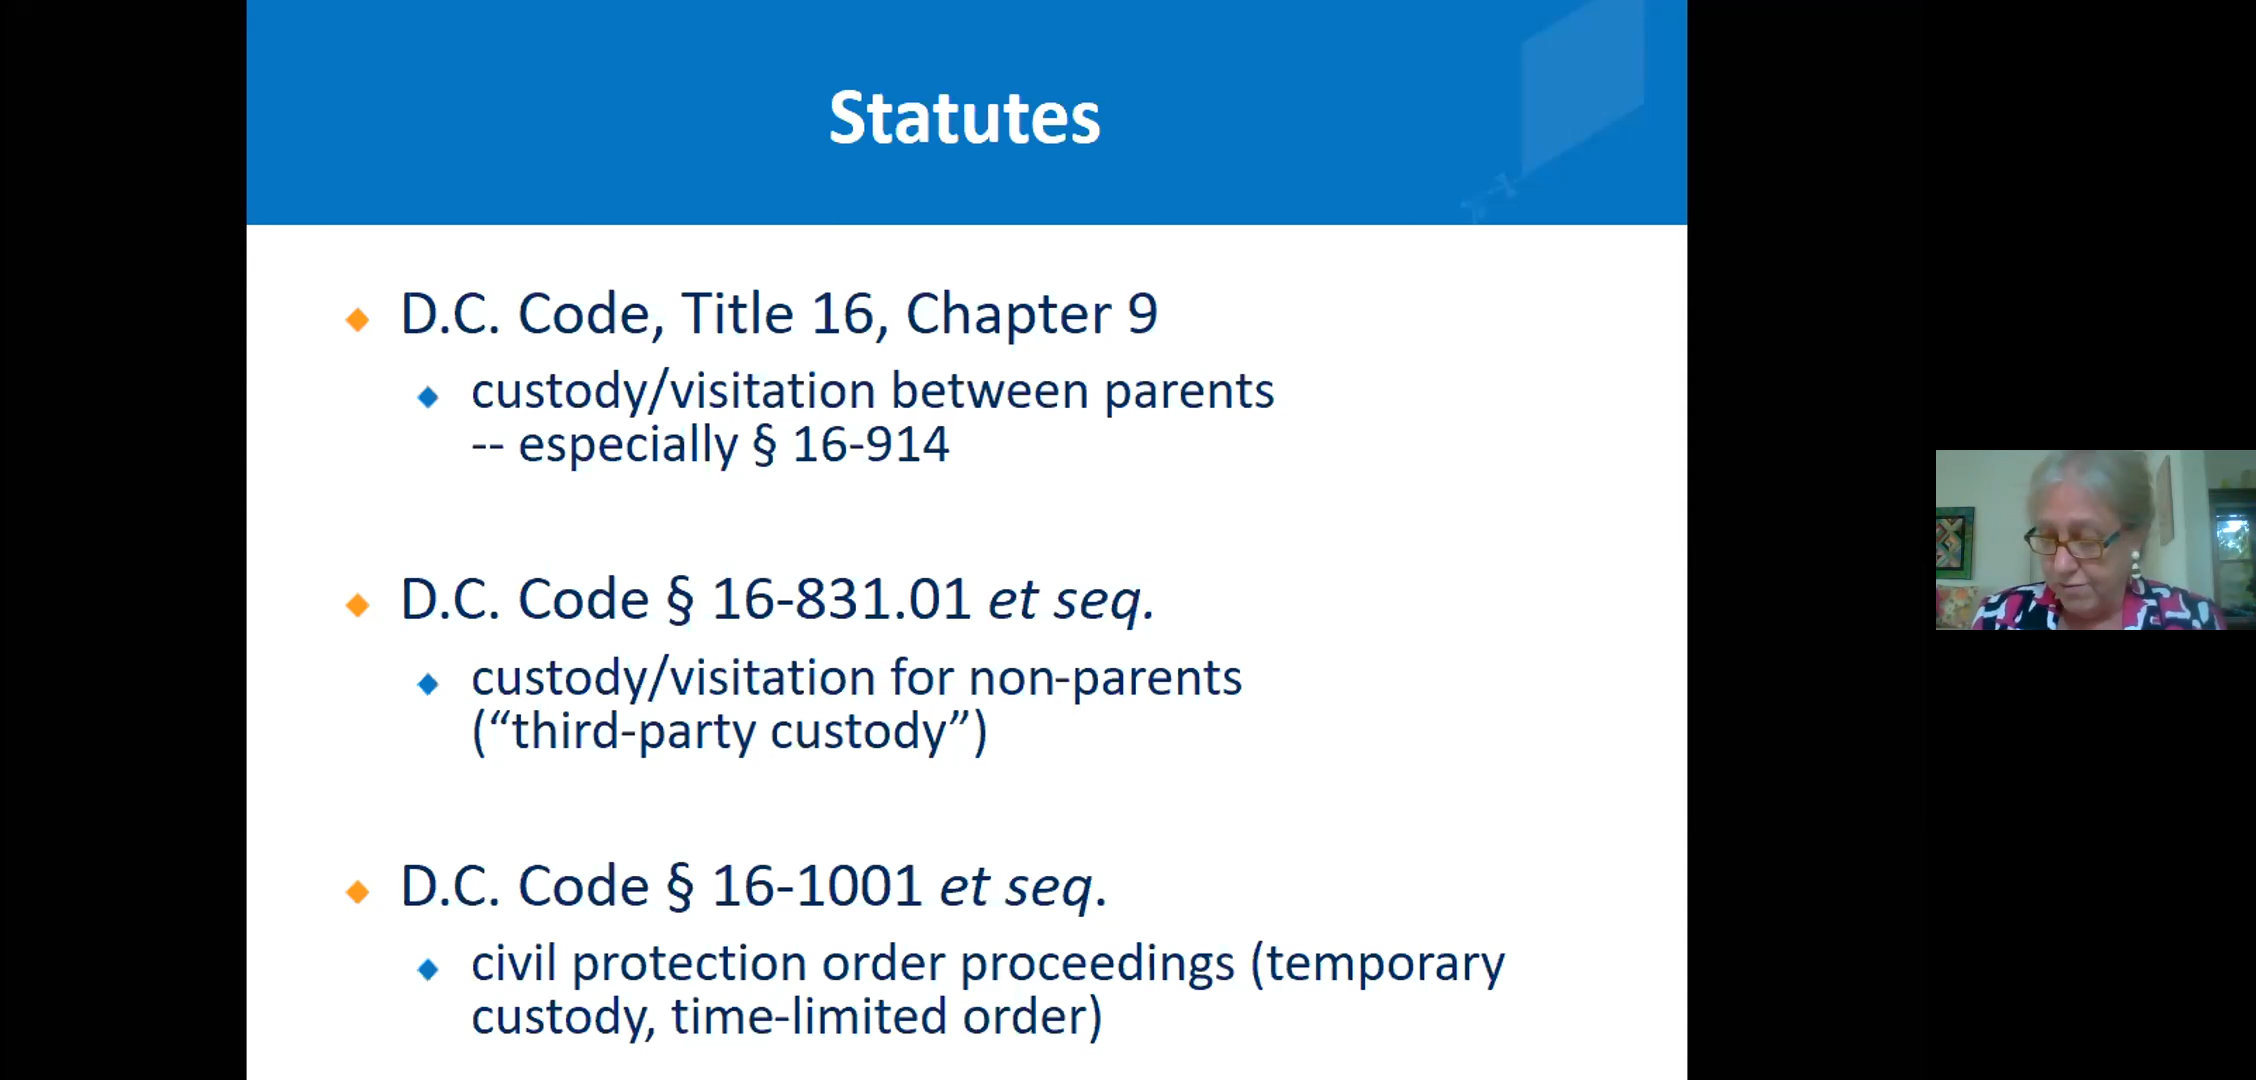 Statutes
D.C. Code, Title 16, Chapter 9
custody/visitation between parents
-- especially § 16-914
D.C. Code § 16-831.01 et seq.
custody/visitation for non-parents
(“third-party custody”)
D.C. Code § 16-1001 et seq.
civil protection order proceedings (temporary
custody, time-limited order)